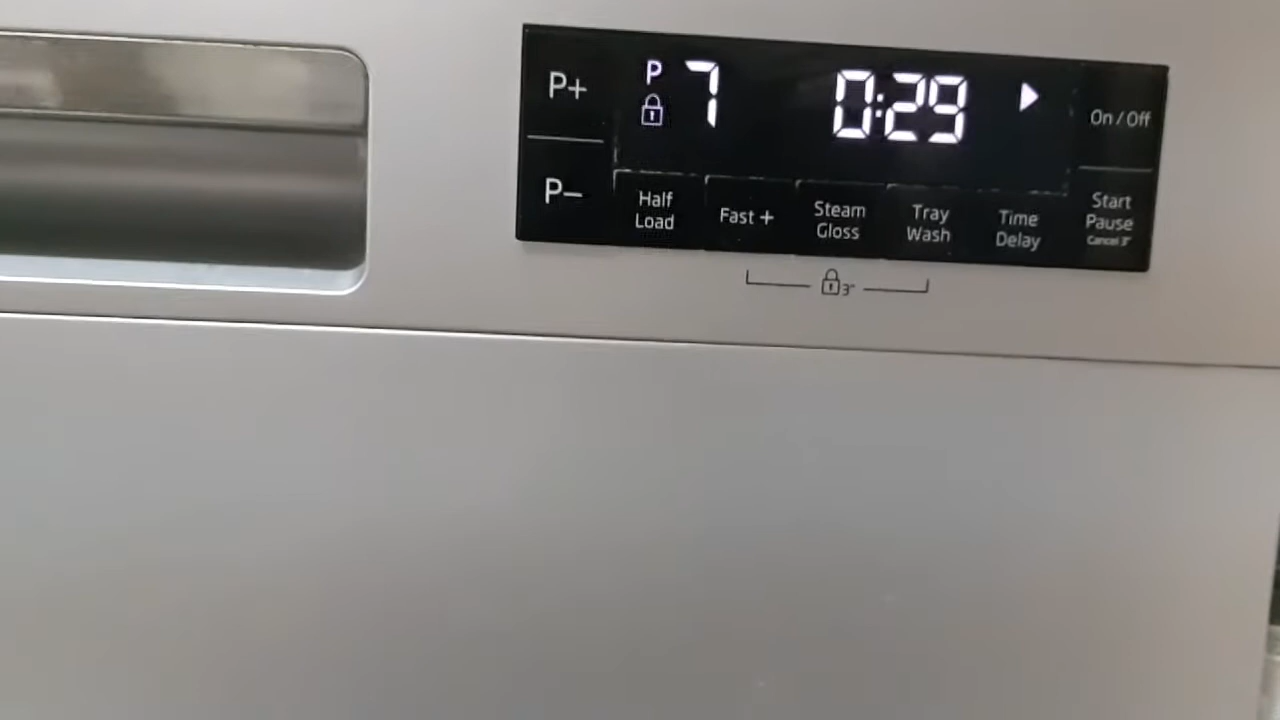 P+
P 7 0:29
On / Off
P–
Half
Load
Fast +
Steam
Gloss
Tray
Wash
Time
Delay
Start
Pause
Cancel 3"
3"